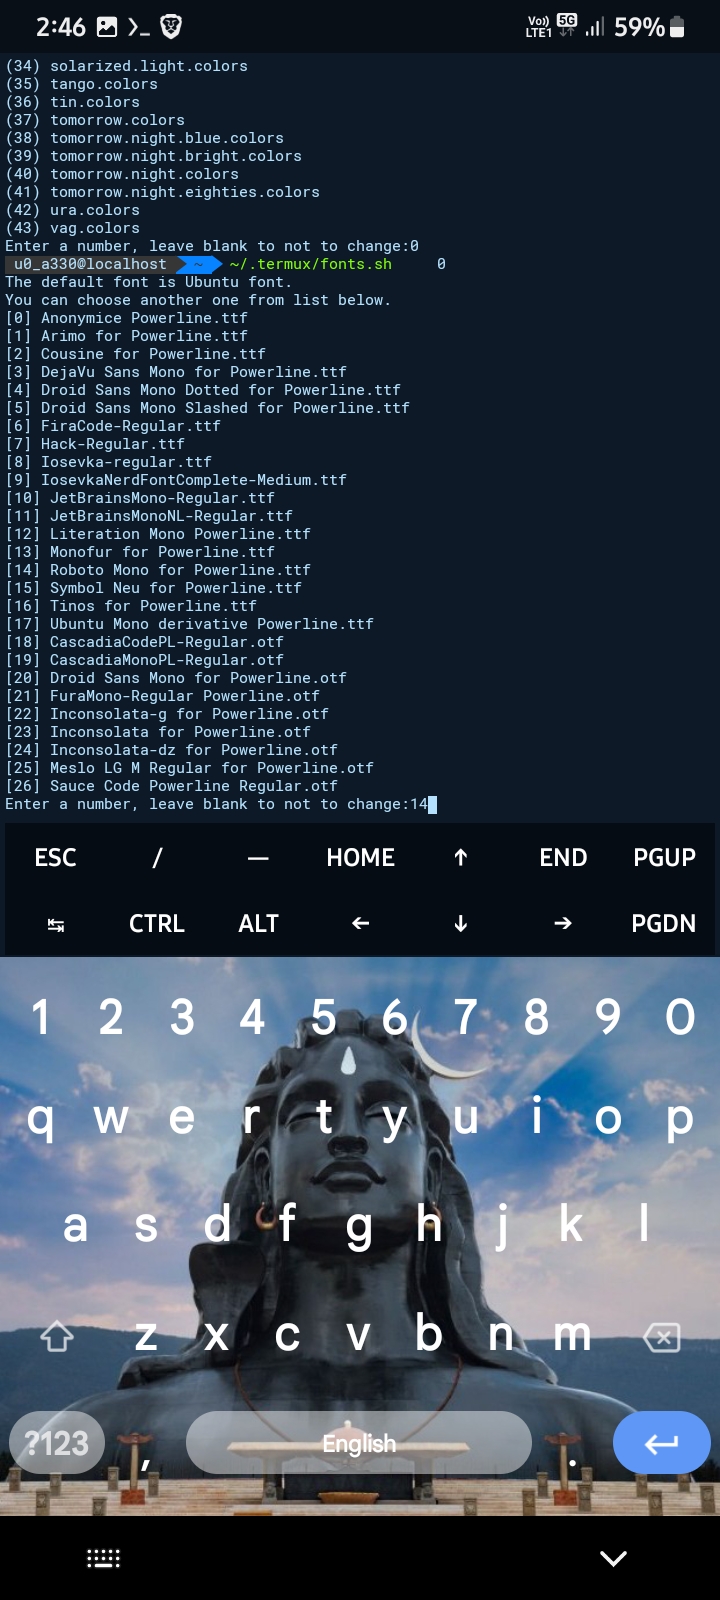 2:46 Vo)) LTE1 5G 59%
(34) solarized.light.colors
(35) tango.colors
(36) tin.colors
(37) tomorrow.colors
(38) tomorrow.night.blue.colors
(39) tomorrow.night.bright.colors
(40) tomorrow.night.colors
(41) tomorrow.night.eighties.colors
(42) ura.colors
(43) vag.colors
Enter a number, leave blank to not to change:0
u0_a330@localhost ~ ~/.termux/fonts.sh 0
The default font is Ubuntu font.
You can choose another one from list below.
[0] Anonymice Powerline.ttf
[1] Arimo for Powerline.ttf
[2] Cousine for Powerline.ttf
[3] DejaVu Sans Mono for Powerline.ttf
[4] Droid Sans Mono Dotted for Powerline.ttf
[5] Droid Sans Mono Slashed for Powerline.ttf
[6] FiraCode-Regular.ttf
[7] Hack-Regular.ttf
[8] Iosevka-regular.ttf
[9] IosevkaNerdFontComplete-Medium.ttf
[10] JetBrainsMono-Regular.ttf
[11] JetBrainsMonoNL-Regular.ttf
[12] Literation Mono Powerline.ttf
[13] Monofur for Powerline.ttf
[14] Roboto Mono for Powerline.ttf
[15] Symbol Neu for Powerline.ttf
[16] Tinos for Powerline.ttf
[17] Ubuntu Mono derivative Powerline.ttf
[18] CascadiaCodePL-Regular.otf
[19] CascadiaMonoPL-Regular.otf
[20] Droid Sans Mono for Powerline.otf
[21] FuraMono-Regular Powerline.otf
[22] Inconsolata-g for Powerline.otf
[23] Inconsolata for Powerline.otf
[24] Inconsolata-dz for Powerline.otf
[25] Meslo LG M Regular for Powerline.otf
[26] Sauce Code Powerline Regular.otf
Enter a number, leave blank to not to change:14
ESC / — HOME ↑ END PGUP
↹ CTRL ALT ← ↓ → PGDN
1 2 3 4 5 6 7 8 9 0
q w e r t y u i o p
a s d f g h j k l
z x c v b n m
?123 , English .